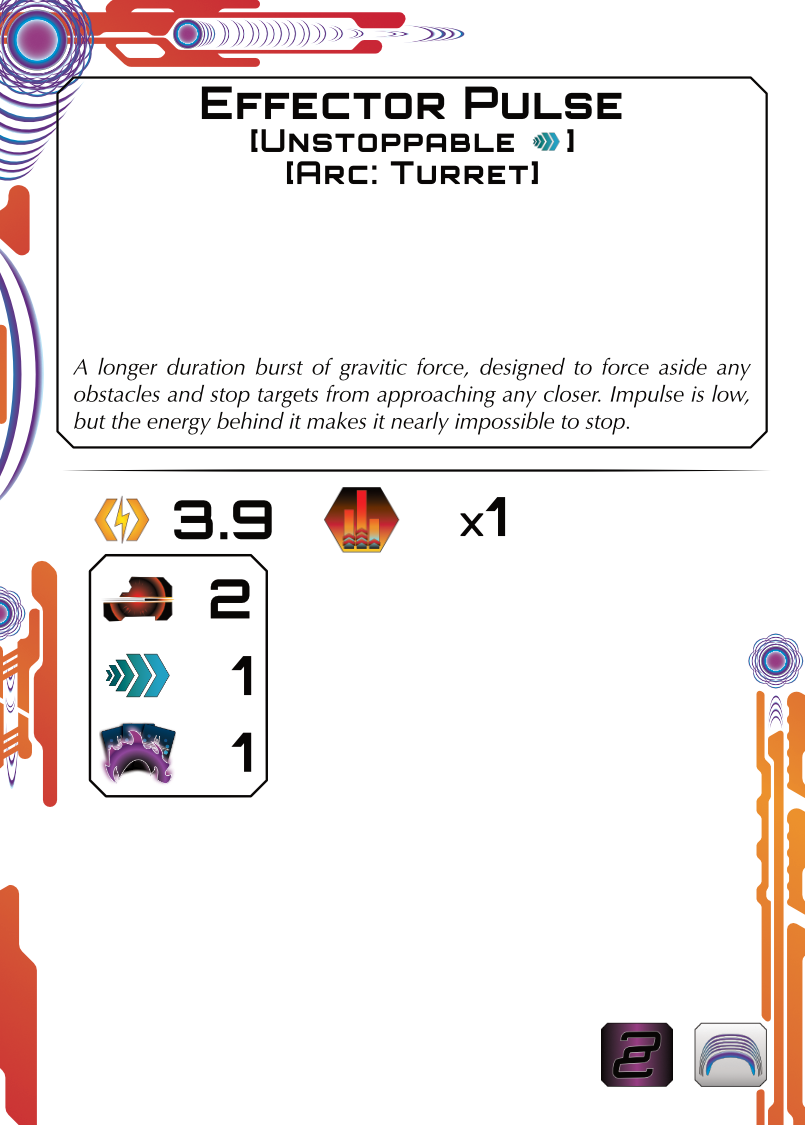 Effector Pulse
[Unstoppable ]
[Arc: Turret]
A longer duration burst of gravitic force, designed to force aside any
obstacles and stop targets from approaching any closer. Impulse is low,
but the energy behind it makes it nearly impossible to stop.
3.9 x1
2
1
1
2